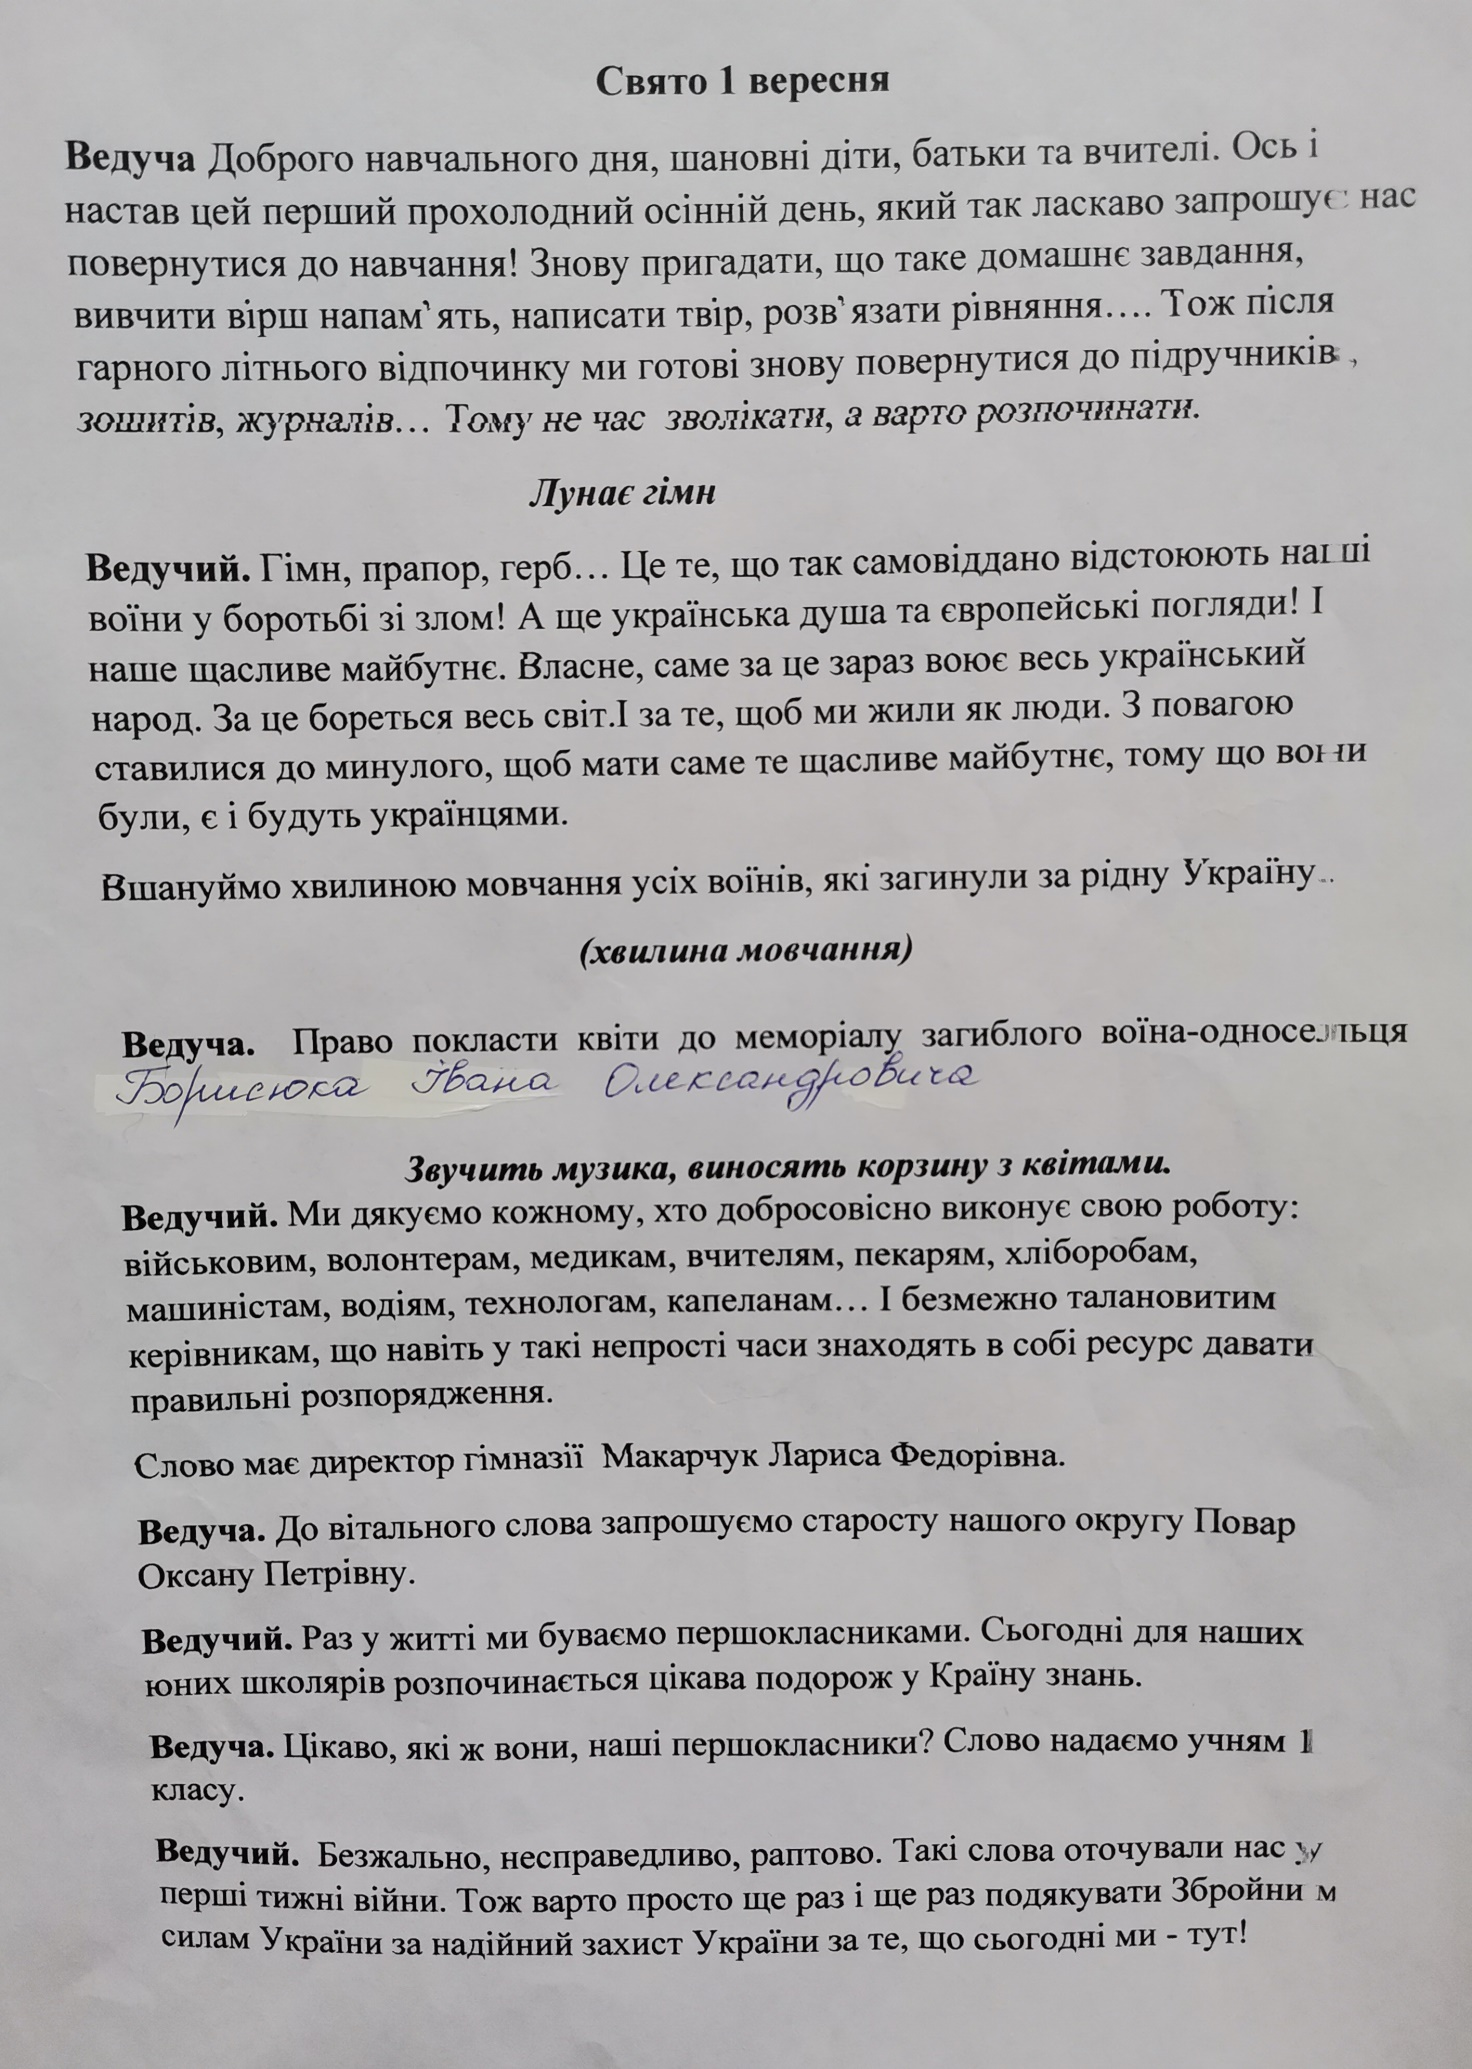 Свято 1 вересня
Ведуча Доброго навчального дня, шановні діти, батьки та вчителі. Ось і
настав цей перший прохолодний осінній день, який так ласкаво запрошує нас
повернутися до навчання! Знову пригадати, що таке домашнє завдання,
вивчити вірш напам`ять, написати твір, розв`язати рівняння…. Тож після
гарного літнього відпочинку ми готові знову повернутися до підручників,
зошитів, журналів… Тому не час зволікати, а варто розпочинати.
Лунає гімн
Ведучий. Гімн, прапор, герб… Це те, що так самовіддано відстоюють наші
воїни у боротьбі зі злом! А ще українська душа та європейські погляди! І
наше щасливе майбутнє. Власне, саме за це зараз воює весь український
народ. За це бореться весь світ.І за те, щоб ми жили як люди. З повагою
ставилися до минулого, щоб мати саме те щасливе майбутнє, тому що вони
були, є і будуть українцями.
Вшануймо хвилиною мовчання усіх воїнів, які загинули за рідну Україну..
(хвилина мовчання)
Ведуча. Право покласти квіти до меморіалу загиблого воїна-односельця
Борисюка Івана Олександровича
Звучить музика, виносять корзину з квітами.
Ведучий. Ми дякуємо кожному, хто добросовісно виконує свою роботу:
військовим, волонтерам, медикам, вчителям, пекарям, хліборобам,
машиністам, водіям, технологам, капеланам… І безмежно талановитим
керівникам, що навіть у такі непрості часи знаходять в собі ресурс давати
правильні розпорядження.
Слово має директор гімназії Макарчук Лариса Федорівна.
Ведуча. До вітального слова запрошуємо старосту нашого округу Повар
Оксану Петрівну.
Ведучий. Раз у житті ми буваємо першокласниками. Сьогодні для наших
юних школярів розпочинається цікава подорож у Країну знань.
Ведуча. Цікаво, які ж вони, наші першокласники? Слово надаємо учням 1
класу.
Ведучий. Безжально, несправедливо, раптово. Такі слова оточували нас у
перші тижні війни. Тож варто просто ще раз і ще раз подякувати Збройним
силам України за надійний захист України за те, що сьогодні ми - тут!